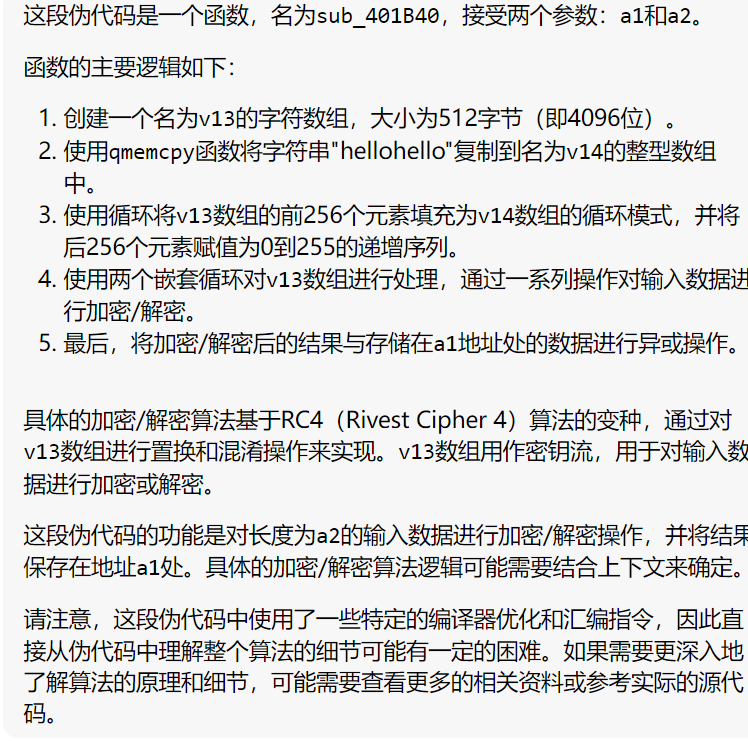 这段伪代码是一个函数，名为sub_401B40，接受两个参数：a1和a2。
函数的主要逻辑如下：
1. 创建一个名为v13的字符数组，大小为512字节（即4096位）。
2. 使用qmemcpy函数将字符串"hellohello"复制到名为v14的整型数组
中。
3. 使用循环将v13数组的前256个元素填充为v14数组的循环模式，并将
后256个元素赋值为0到255的递增序列。
4. 使用两个嵌套循环对v13数组进行处理，通过一系列操作对输入数据进
行加密/解密。
5. 最后，将加密/解密后的结果与存储在a1地址处的数据进行异或操作。
具体的加密/解密算法基于RC4（Rivest Cipher 4）算法的变种，通过对
v13数组进行置换和混淆操作来实现。v13数组用作密钥流，用于对输入数
据进行加密或解密。
这段伪代码的功能是对长度为a2的输入数据进行加密/解密操作，并将结果
保存在地址a1处。具体的加密/解密算法逻辑可能需要结合上下文来确定。
请注意，这段伪代码中使用了一些特定的编译器优化和汇编指令，因此直
接从伪代码中理解整个算法的细节可能有一定的困难。如果需要更深入地
了解算法的原理和细节，可能需要查看更多的相关资料或参考实际的源代
码。